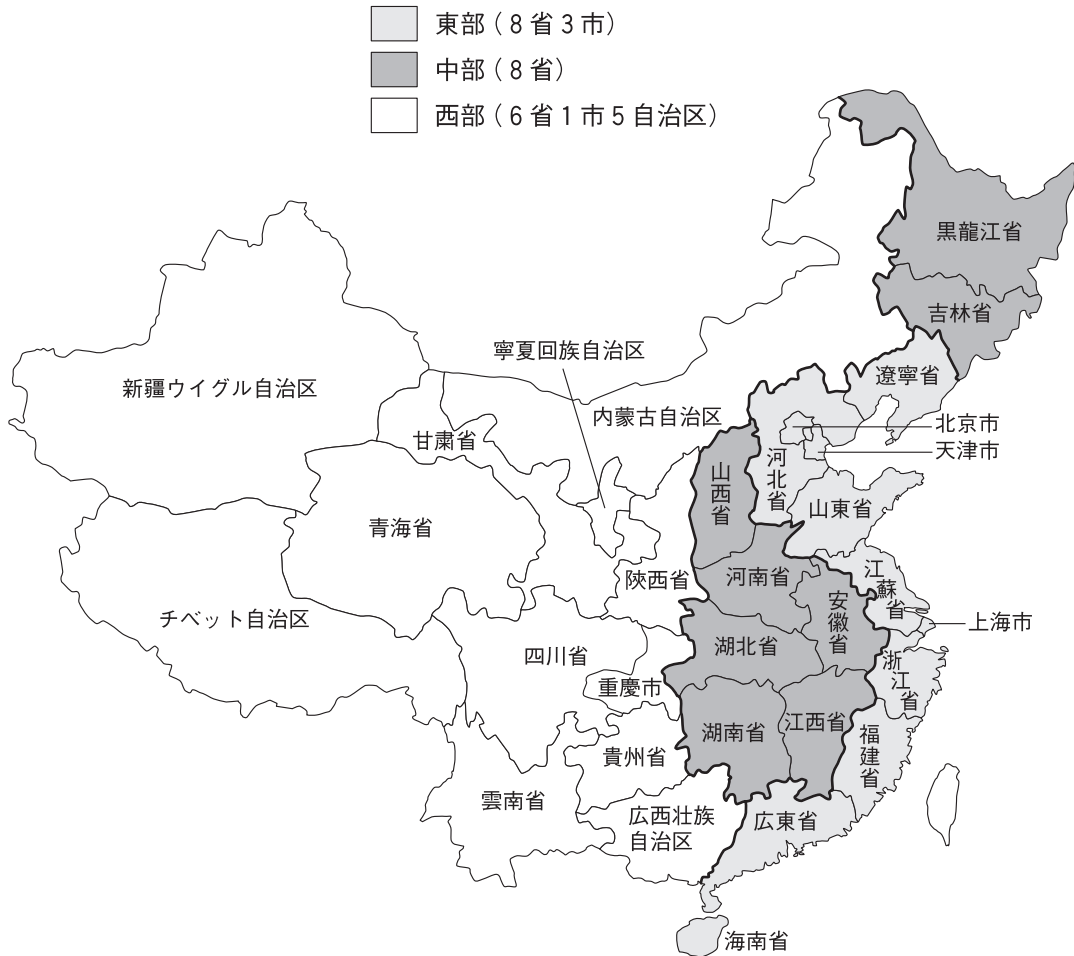 東部（8省3市）
中部（8省）
西部（6省1市5自治区）
黒龍江省
吉林省
遼寧省
寧夏回族自治区
新疆ウイグル自治区
内蒙古自治区
北京市
天津市
甘粛省
河北省
山西省
山東省
青海省
陝西省
河南省
江蘇省
安徽省
チベット自治区
上海市
四川省
湖北省
浙江省
重慶市
湖南省
江西省
福建省
貴州省
雲南省
広西壮族
自治区
広東省
海南省